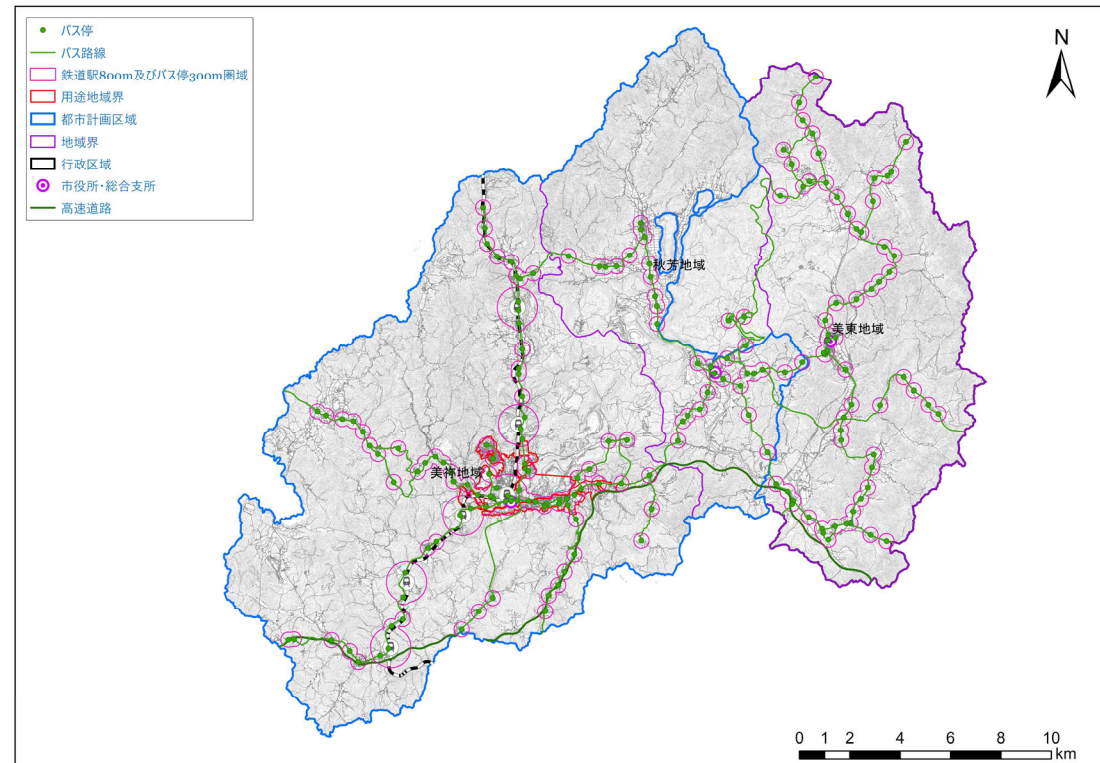 バス停
バス路線
鉄道駅800m及びバス停300m圏域
用途地域界
都市計画区域
地域界
行政区域
市役所・総合支所
高速道路
N
秋芳地域
美東地域
美祢地域
0 1 2 4 6 8 10
km